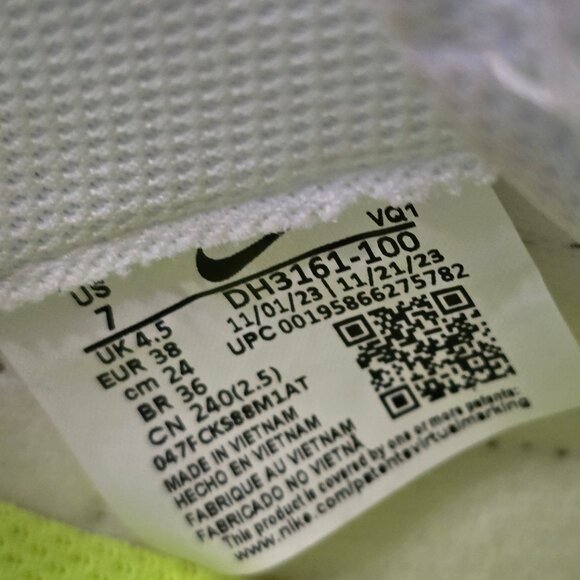 VQ1
US
7
DH3161-100
11/01/23 | 11/21/23
UPC 00195866275782
UK 4.5
EUR 38
cm 24
BR 36
CN 240(2.5)
047FCKS88M1AT
MADE IN VIETNAM
HECHO EN VIETNAM
FABRIQUE AU VIETNAM
FABRICADO NO VIETNÃ
This product is covered by one or more patents:
www.nike.com/patentsvirtualmarking